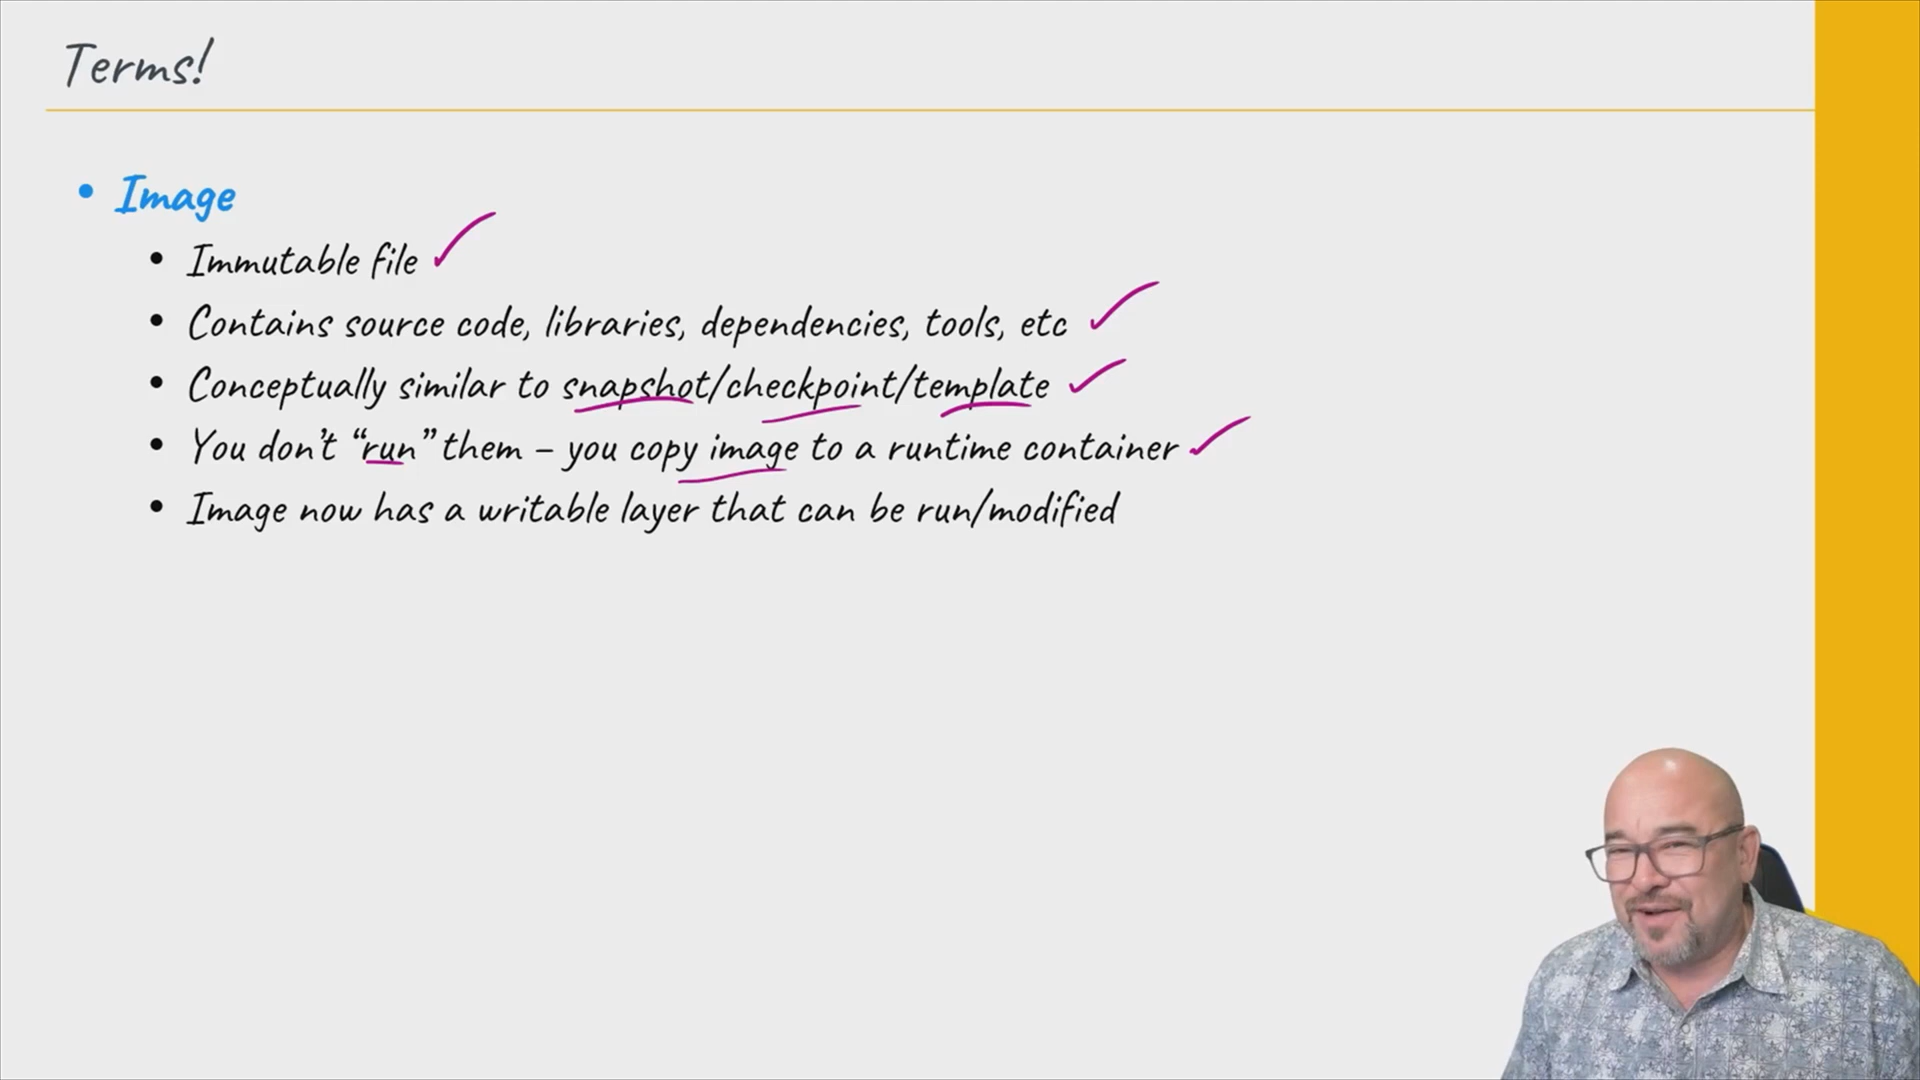 Terms!
• Image
• Immutable file
• Contains source code, libraries, dependencies, tools, etc
• Conceptually similar to snapshot/checkpoint/template
• You don’t “run” them – you copy image to a runtime container
• Image now has a writable layer that can be run/modified